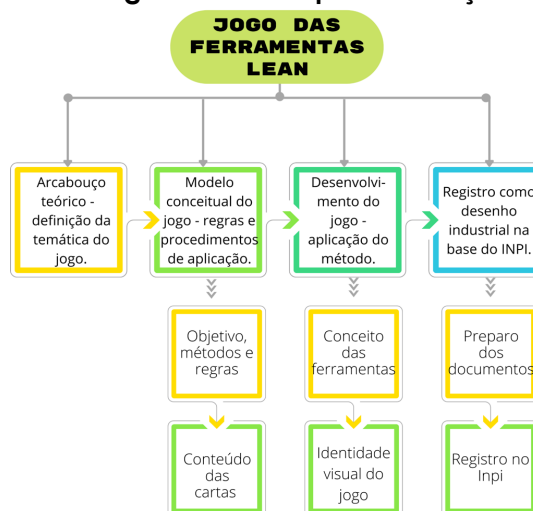 JOGO DAS
FERRAMENTAS
LEAN
Arcabouço
teórico -
definição da
temática do
jogo.
Modelo
conceitual do
jogo - regras e
procedimentos
de aplicação.
Desenvolvi-
mento do
jogo -
aplicação do
método.
Registro como
desenho
industrial na
base do INPI.
Objetivo,
métodos e
regras
Conceito
das
ferramentas
Preparo
dos
documentos
Conteúdo
das
cartas
Identidade
visual do
jogo
Registro no
Inpi